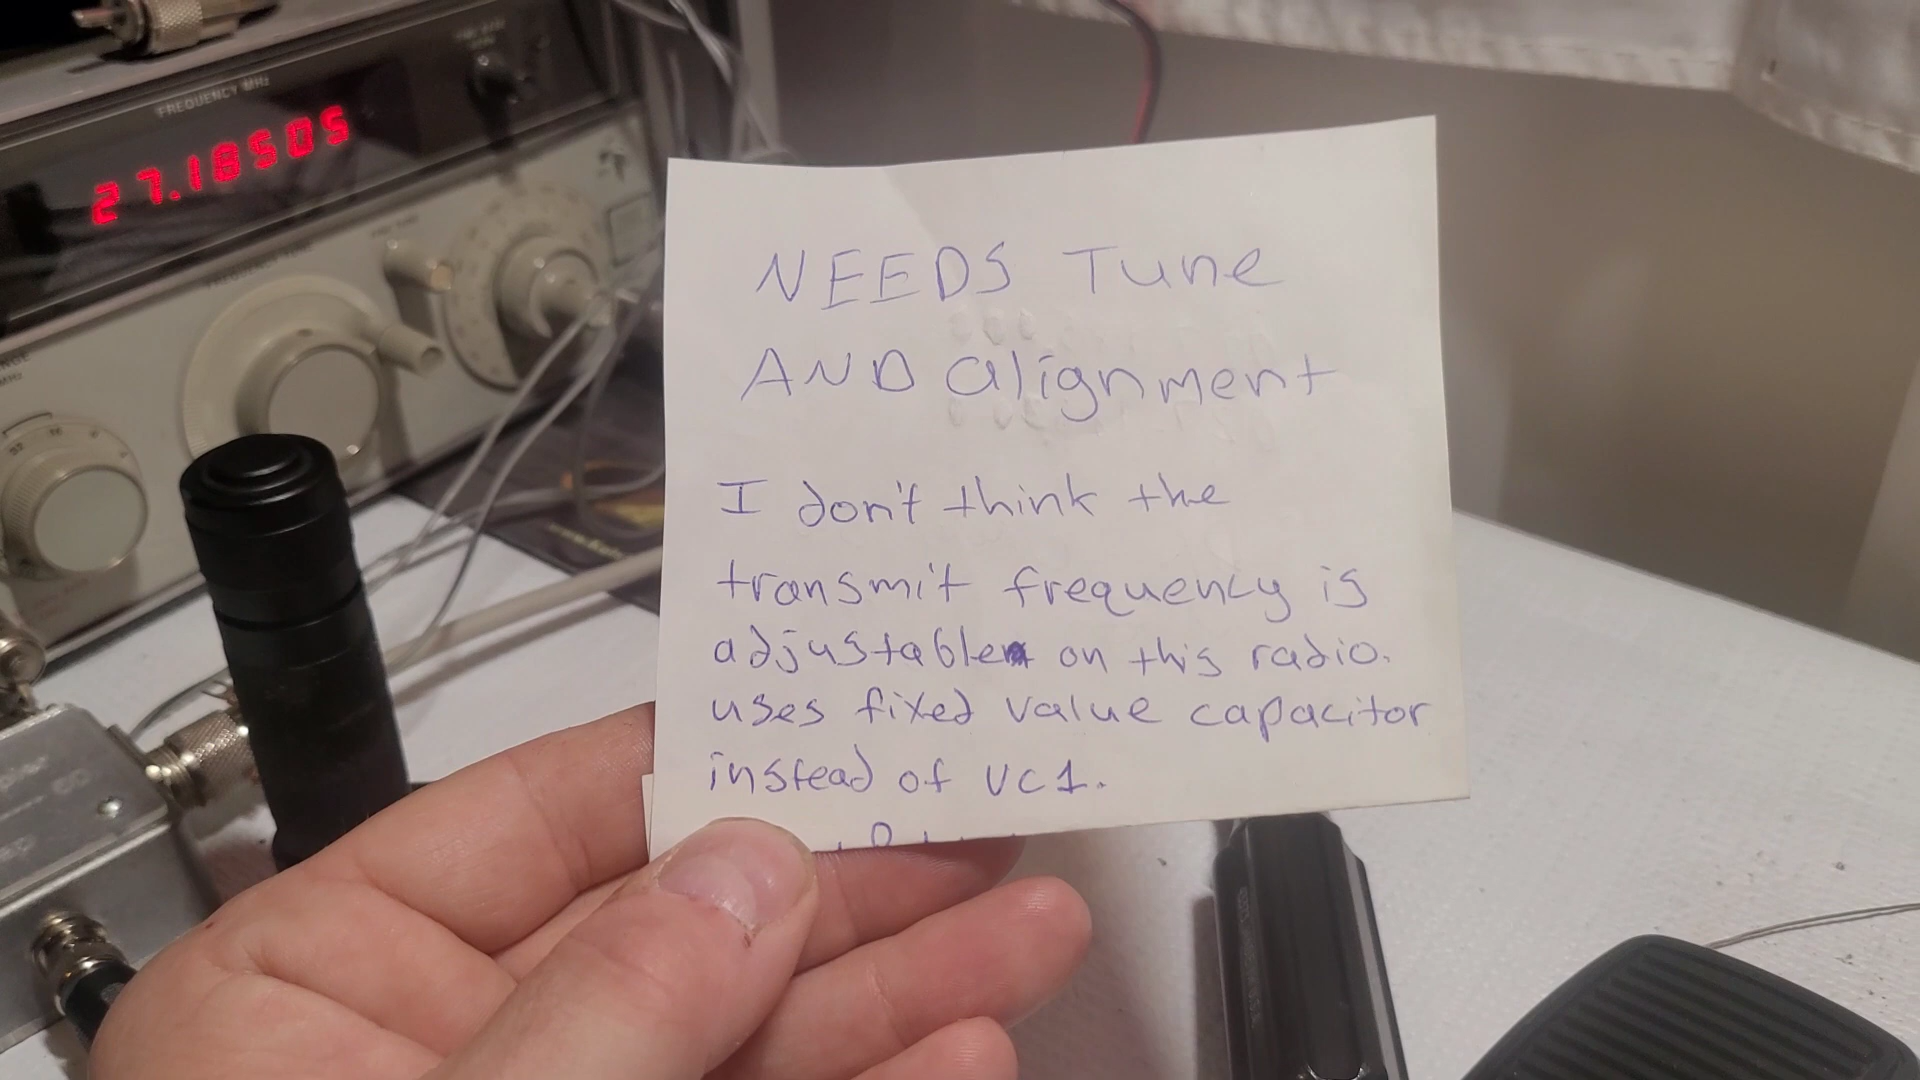 FREQUENCY MHz
27.18505
NEEDS Tune
AND alignment
I don't think the
transmit frequency is
adjustable on this radio.
uses fixed value capacitor
instead of VC1.